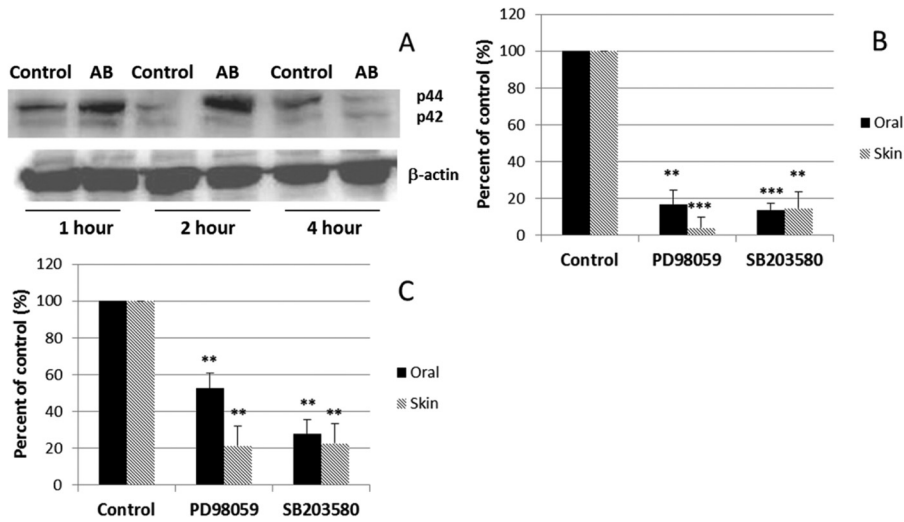 A
Control AB Control AB Control AB
p44
p42
β-actin
1 hour 2 hour 4 hour
B
Percent of control (%)
120
100
80
60
40
20
0
** *** *** **
Control PD98059 SB203580
Oral
Skin
C
Percent of control (%)
120
100
80
60
40
20
0
** ** ** **
Control PD98059 SB203580
Oral
Skin